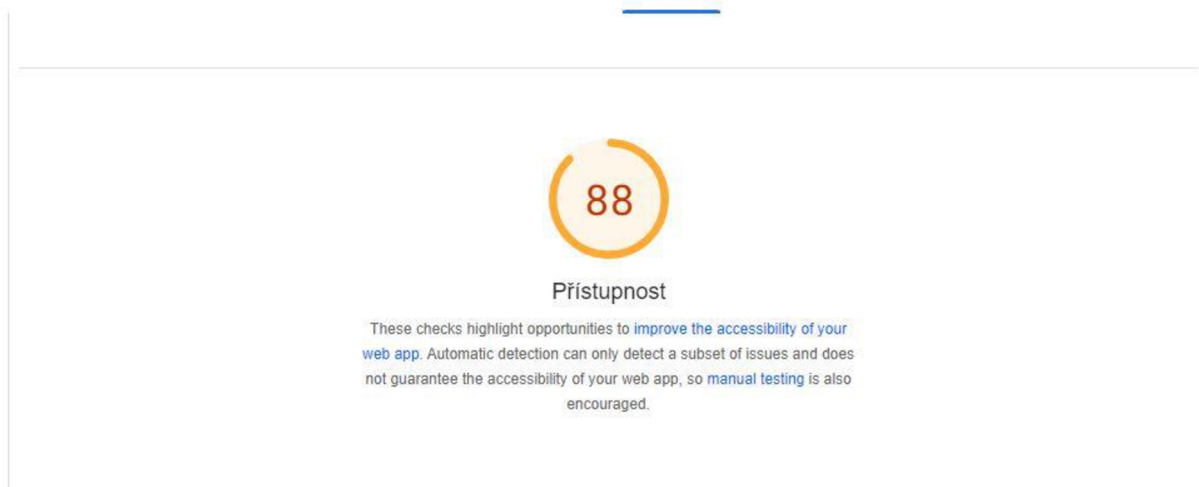 88
Přístupnost
These checks highlight opportunities to improve the accessibility of your
web app. Automatic detection can only detect a subset of issues and does
not guarantee the accessibility of your web app, so manual testing is also
encouraged.